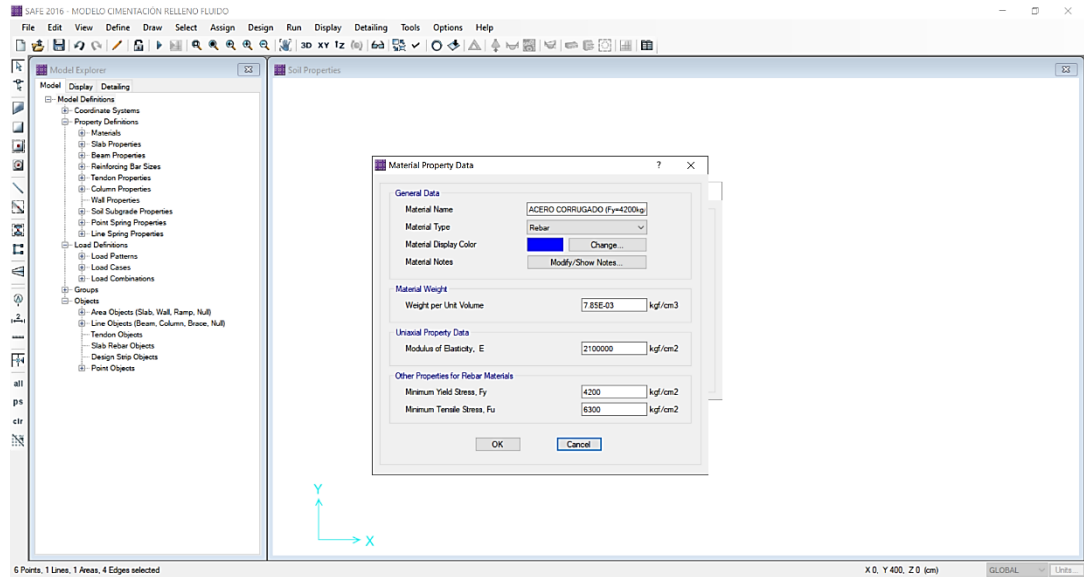 SAFE 2016 - MODELO CIMENTACIÓN RELLENO FLUIDO
File Edit View Define Draw Select Assign Design Run Display Detailing Tools Options Help
3D XY
Model Explorer
Model Display Detailing
Model Definitions
Coordinate Systems
Property Definitions
Materials
Slab Properties
Beam Properties
Reinforcing Bar Sizes
Tendon Properties
Column Properties
Wall Properties
Soil Subgrade Properties
Point Spring Properties
Line Spring Properties
Load Definitions
Load Patterns
Load Cases
Load Combinations
Groups
Objects
Area Objects (Slab, Wall, Ramp, Null)
Line Objects (Beam, Column, Brace, Null)
Tendon Objects
Slab Rebar Objects
Design Strip Objects
Point Objects
all
ps
clr
Soil Properties
Material Property Data ?
General Data
Material Name ACERO CORRUGADO (Fy=4200kg/
Material Type Rebar
Material Display Color Change...
Material Notes Modify/Show Notes...
Material Weight
Weight per Unit Volume 7.85E-03 kgf/cm3
Uniaxial Property Data
Modulus of Elasticity, E 2100000 kgf/cm2
Other Properties for Rebar Materials
Minimum Yield Stress, Fy 4200 kgf/cm2
Minimum Tensile Stress, Fu 6300 kgf/cm2
OK Cancel
Y
X
6 Points, 1 Lines, 1 Areas, 4 Edges selected
X 0, Y 400, Z 0 (cm)
GLOBAL Units...